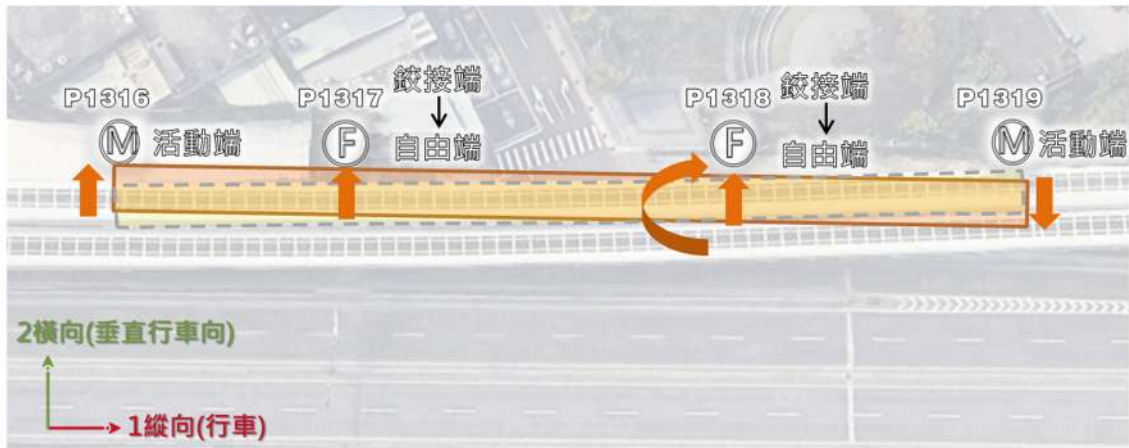 P1316
P1317
鉸接端
P1318
鉸接端
P1319
M 活動端
F
自由端
F
自由端
M 活動端
2橫向(垂直行車向)
1縱向(行車)